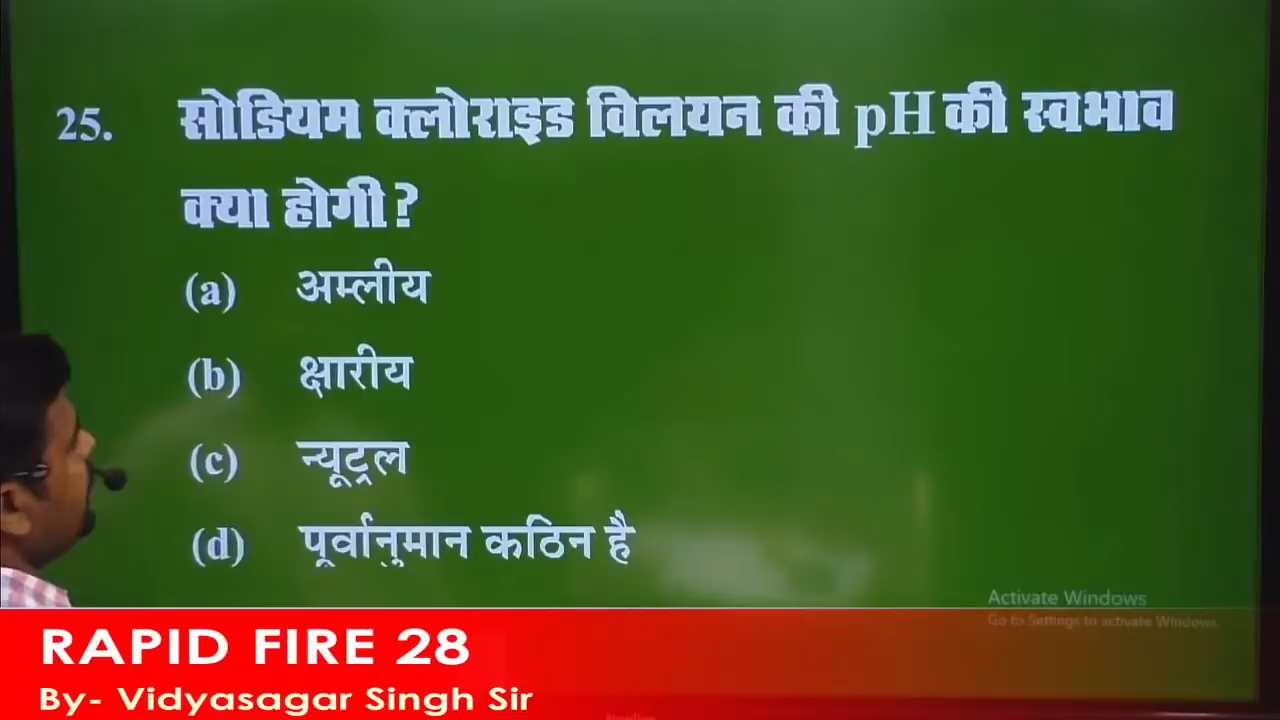 25. सोडियम क्लोराइड विलयन की pH की स्वभाव
क्या होगी?
(a) अम्लीय
(b) क्षारीय
(c) न्यूट्रल
(d) पूर्वानुमान कठिन है
Activate Windows
Go to Settings to activate Windows.
RAPID FIRE 28
By- Vidyasagar Singh Sir